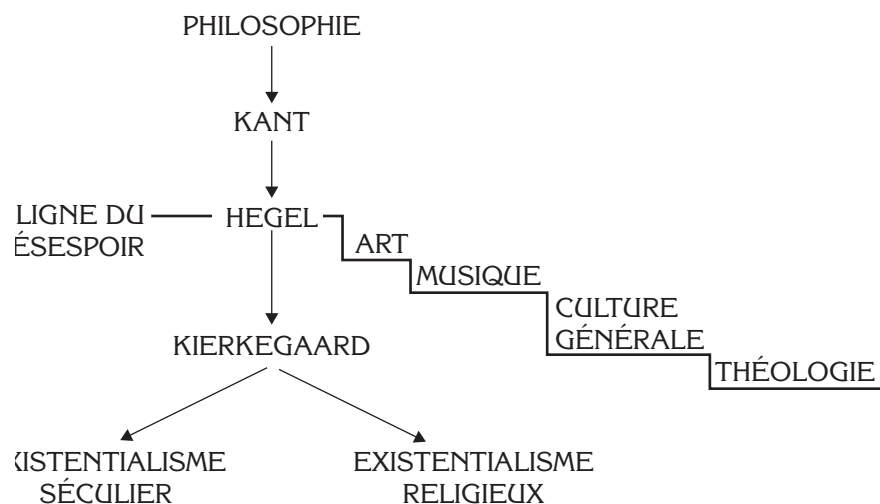 PHILOSOPHIE
KANT
LIGNE DU
ÉSESPOIR
HEGEL
ART
MUSIQUE
CULTURE
GÉNÉRALE
THÉOLOGIE
KIERKEGAARD
XISTENTIALISME
SÉCULIER
EXISTENTIALISME
RELIGIEUX